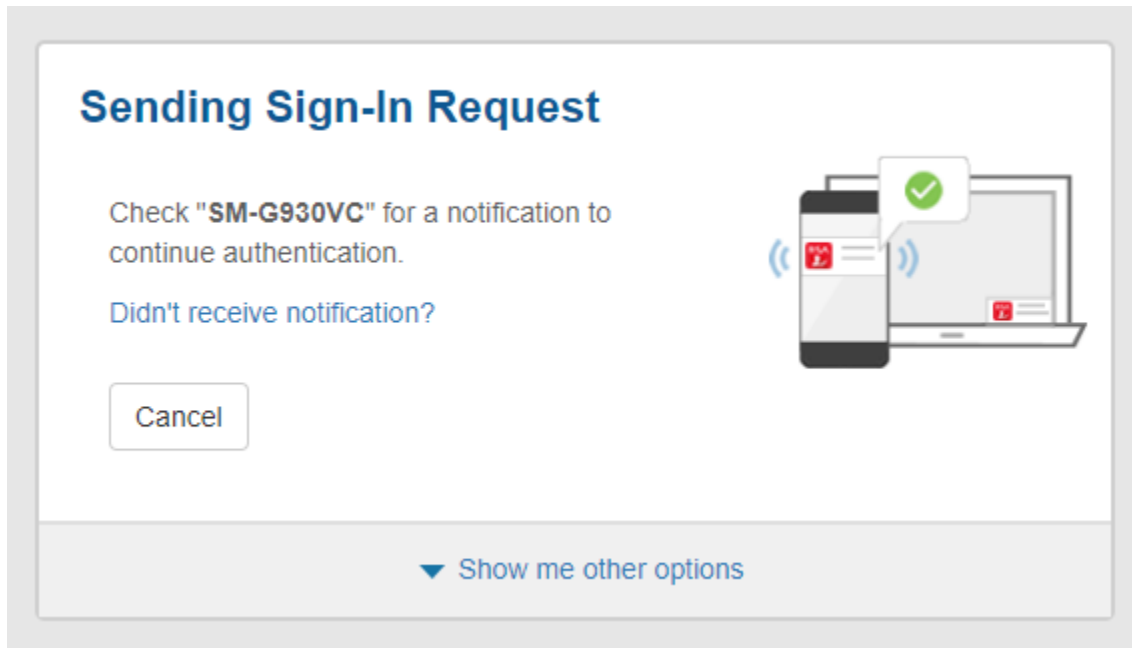 Sending Sign-In Request
Check "SM-G930VC" for a notification to
continue authentication.
Didn't receive notification?
Cancel
Show me other options